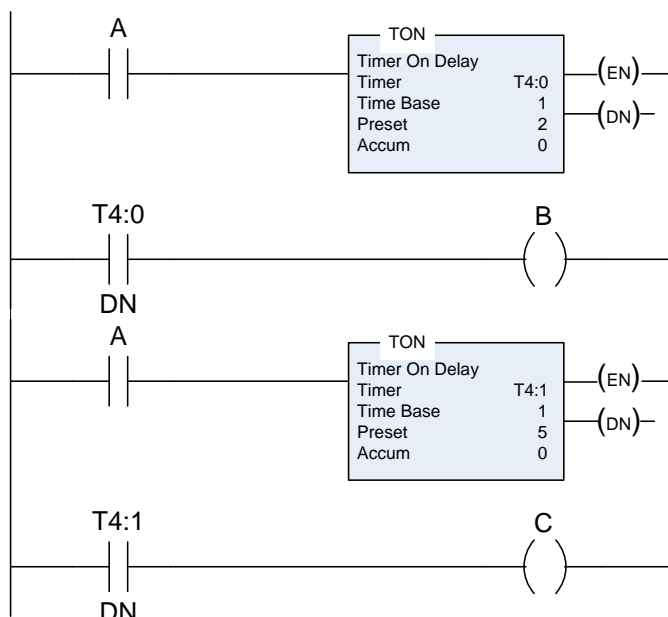 A
TON
Timer On Delay
Timer T4:0
Time Base 1
Preset 2
Accum 0
(EN)
(DN)
T4:0
B
DN
A
TON
Timer On Delay
Timer T4:1
Time Base 1
Preset 5
Accum 0
(EN)
(DN)
T4:1
C
DN